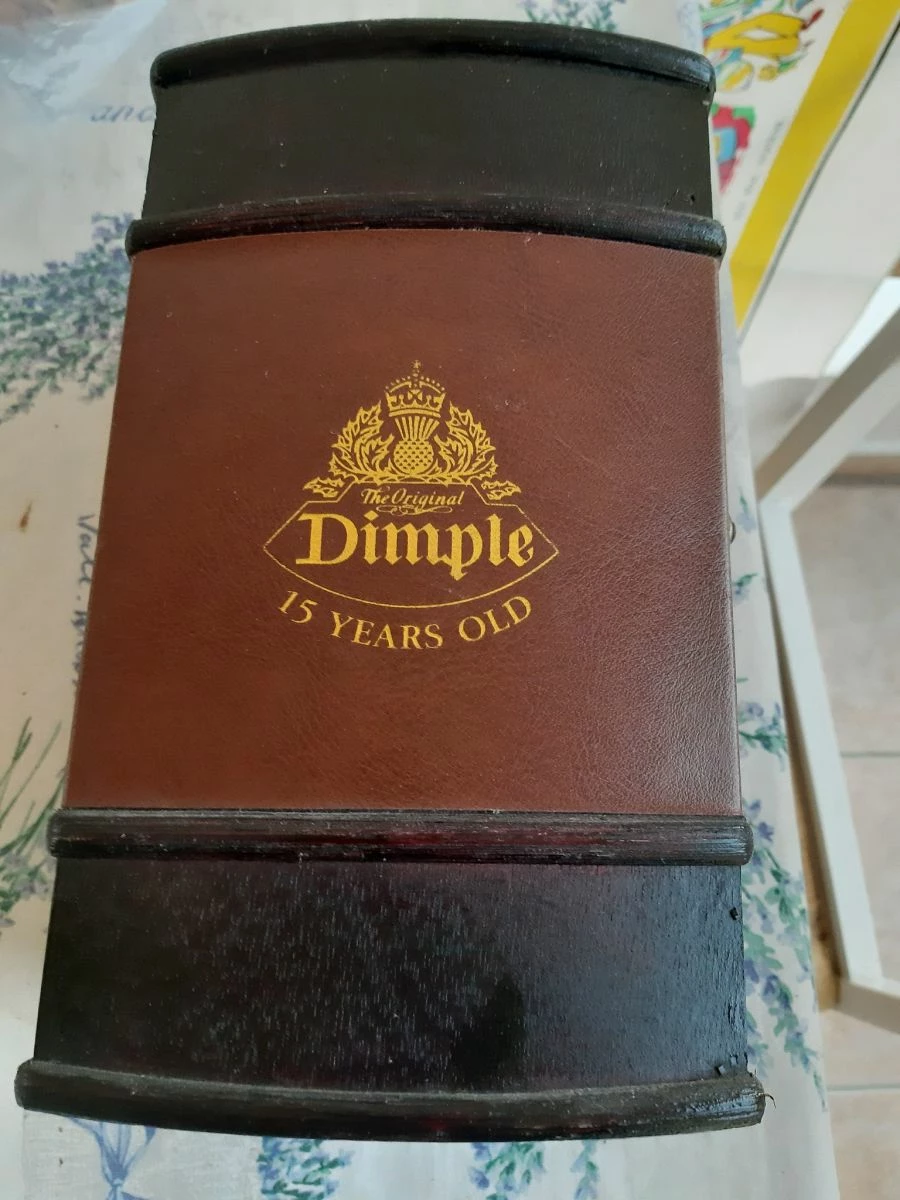 The Original
Dimple
15 YEARS OLD